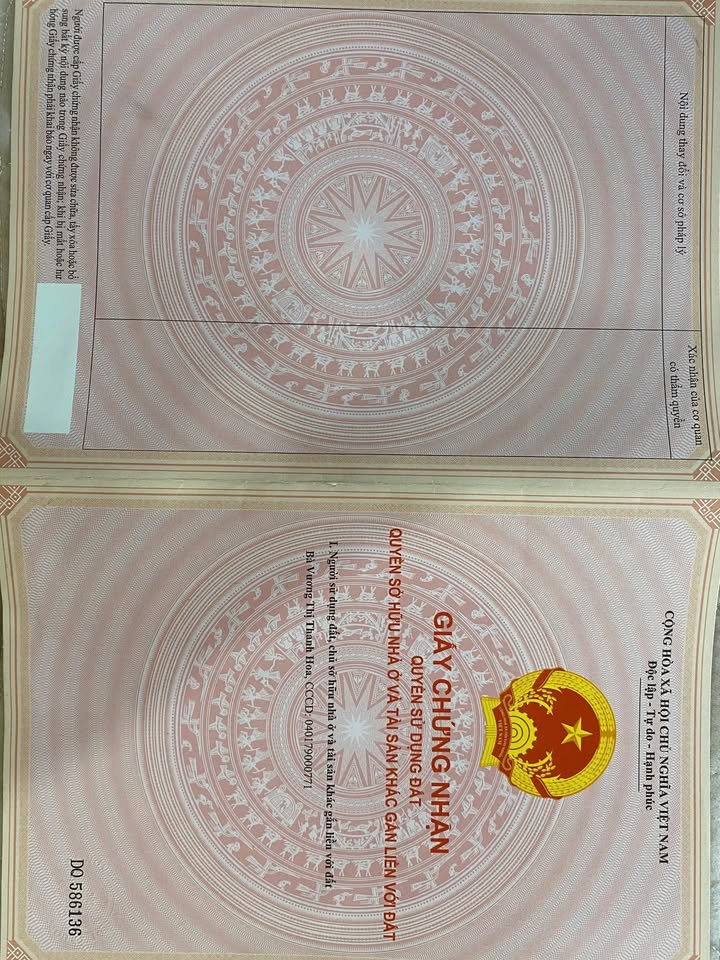 CỘNG HÒA XÃ HỘI CHỦ NGHĨA VIỆT NAM
Độc lập - Tự do - Hạnh phúc
GIẤY CHỨNG NHẬN
QUYỀN SỬ DỤNG ĐẤT
QUYỀN SỞ HỮU NHÀ Ở VÀ TÀI SẢN KHÁC GẮN LIỀN VỚI ĐẤT
I. Người sử dụng đất, chủ sở hữu nhà ở và tài sản khác gắn liền với đất
Bà Vương Thị Thanh Hoa, CCCD: 040179000771
DQ 586136
Nội dung thay đổi và cơ sở pháp lý
Xác nhận của cơ quan
có thẩm quyền
Người được cấp Giấy chứng nhận không được sửa chữa, tẩy xóa hoặc bổ
sung bất kỳ nội dung nào trong Giấy chứng nhận; khi bị mất hoặc hư
hỏng Giấy chứng nhận phải khai báo ngay với cơ quan cấp Giấy.